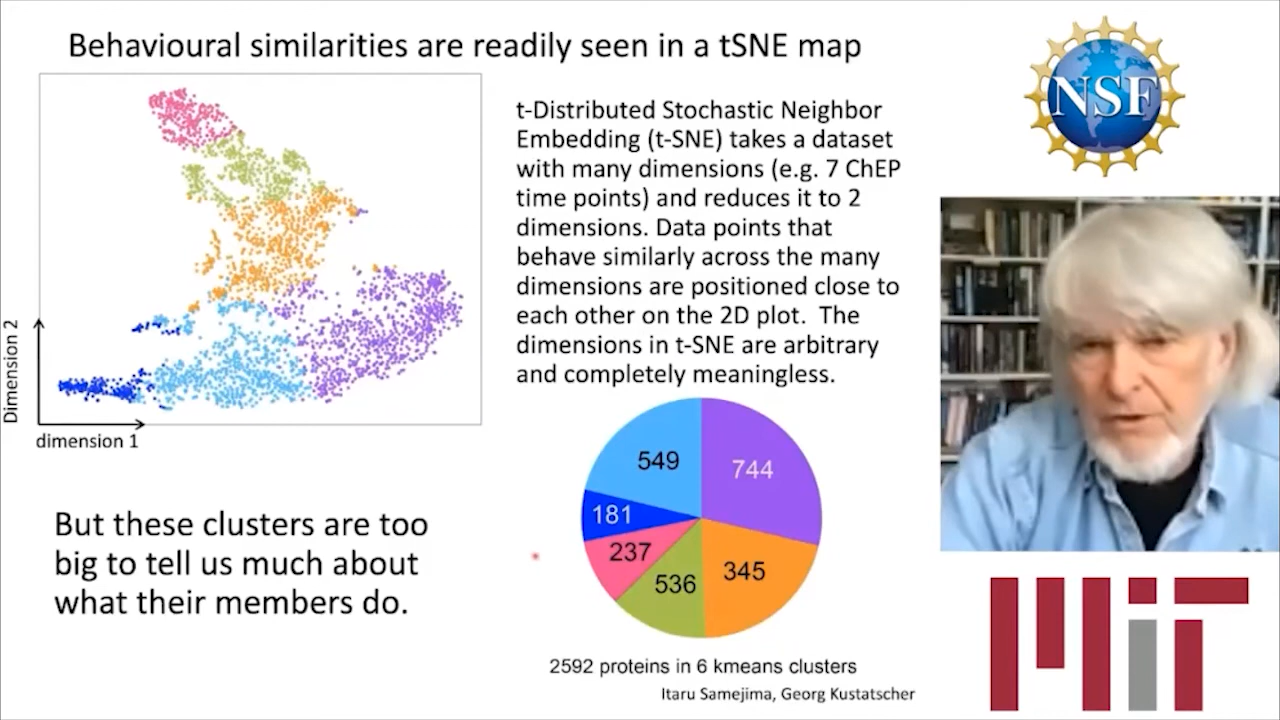 Behavioural similarities are readily seen in a tSNE map
Dimension 2
dimension 1
t-Distributed Stochastic Neighbor
Embedding (t-SNE) takes a dataset
with many dimensions (e.g. 7 ChEP
time points) and reduces it to 2
dimensions. Data points that
behave similarly across the many
dimensions are positioned close to
each other on the 2D plot. The
dimensions in t-SNE are arbitrary
and completely meaningless.
But these clusters are too
big to tell us much about
what their members do.
549
744
181
237
536
345
2592 proteins in 6 kmeans clusters
Itaru Samejima, Georg Kustatscher
NSF
MIT